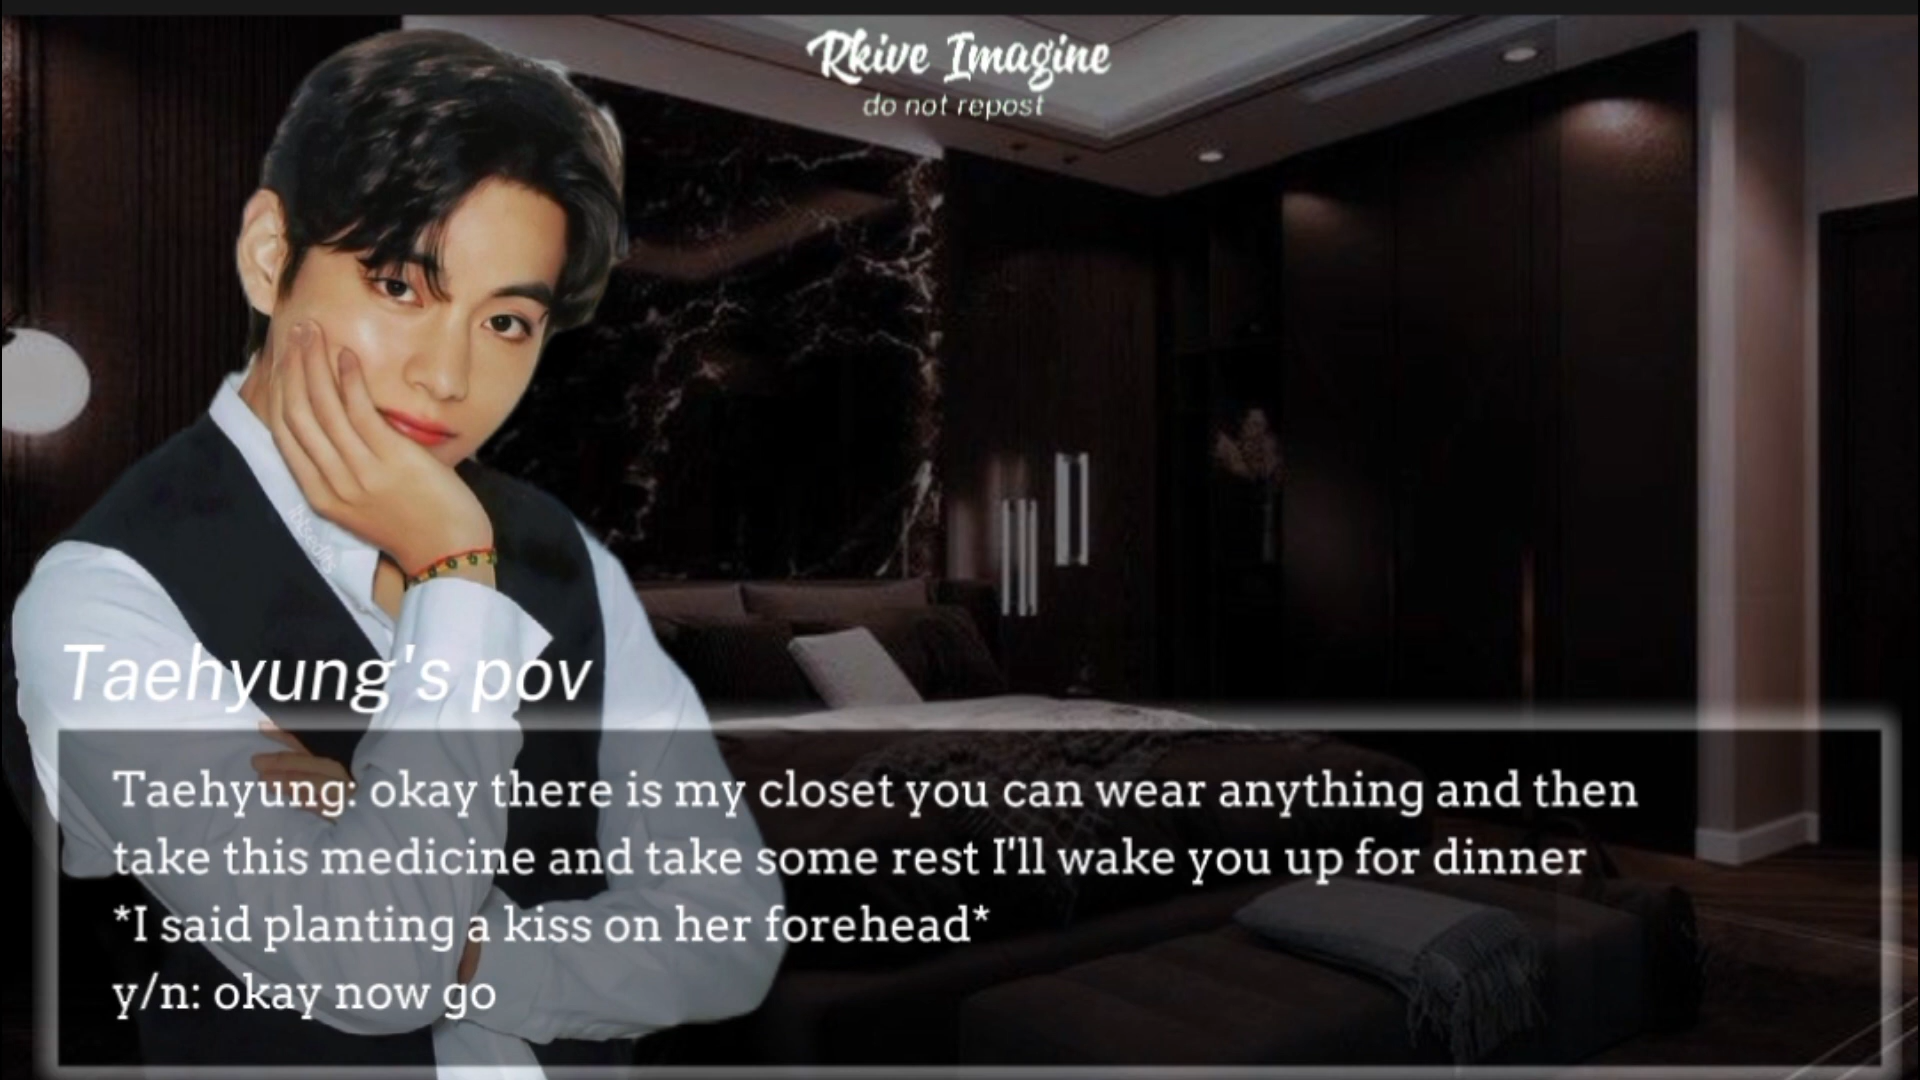 Rkive Imagine
do not repost
Taehyung's pov
Taehyung: okay there is my closet you can wear anything and then
take this medicine and take some rest I'll wake you up for dinner
*I said planting a kiss on her forehead*
y/n: okay now go